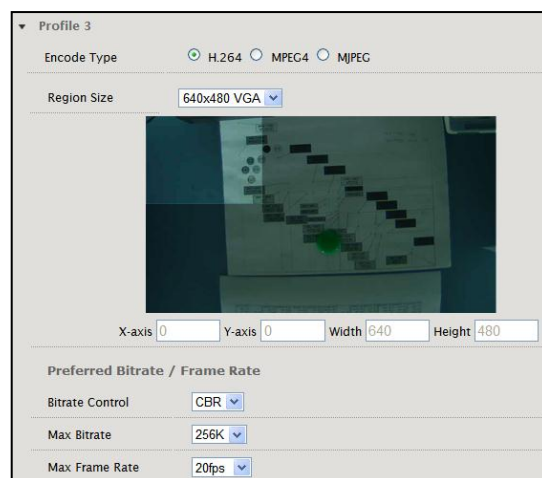 Profile 3
Encode Type H.264 MPEG4 MJPEG
Region Size 640x480 VGA
X-axis 0 Y-axis 0 Width 640 Height 480
Preferred Bitrate / Frame Rate
Bitrate Control CBR
Max Bitrate 256K
Max Frame Rate 20fps